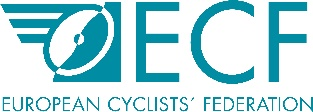 ECF
EUROPEAN CYCLISTS´ FEDERATION